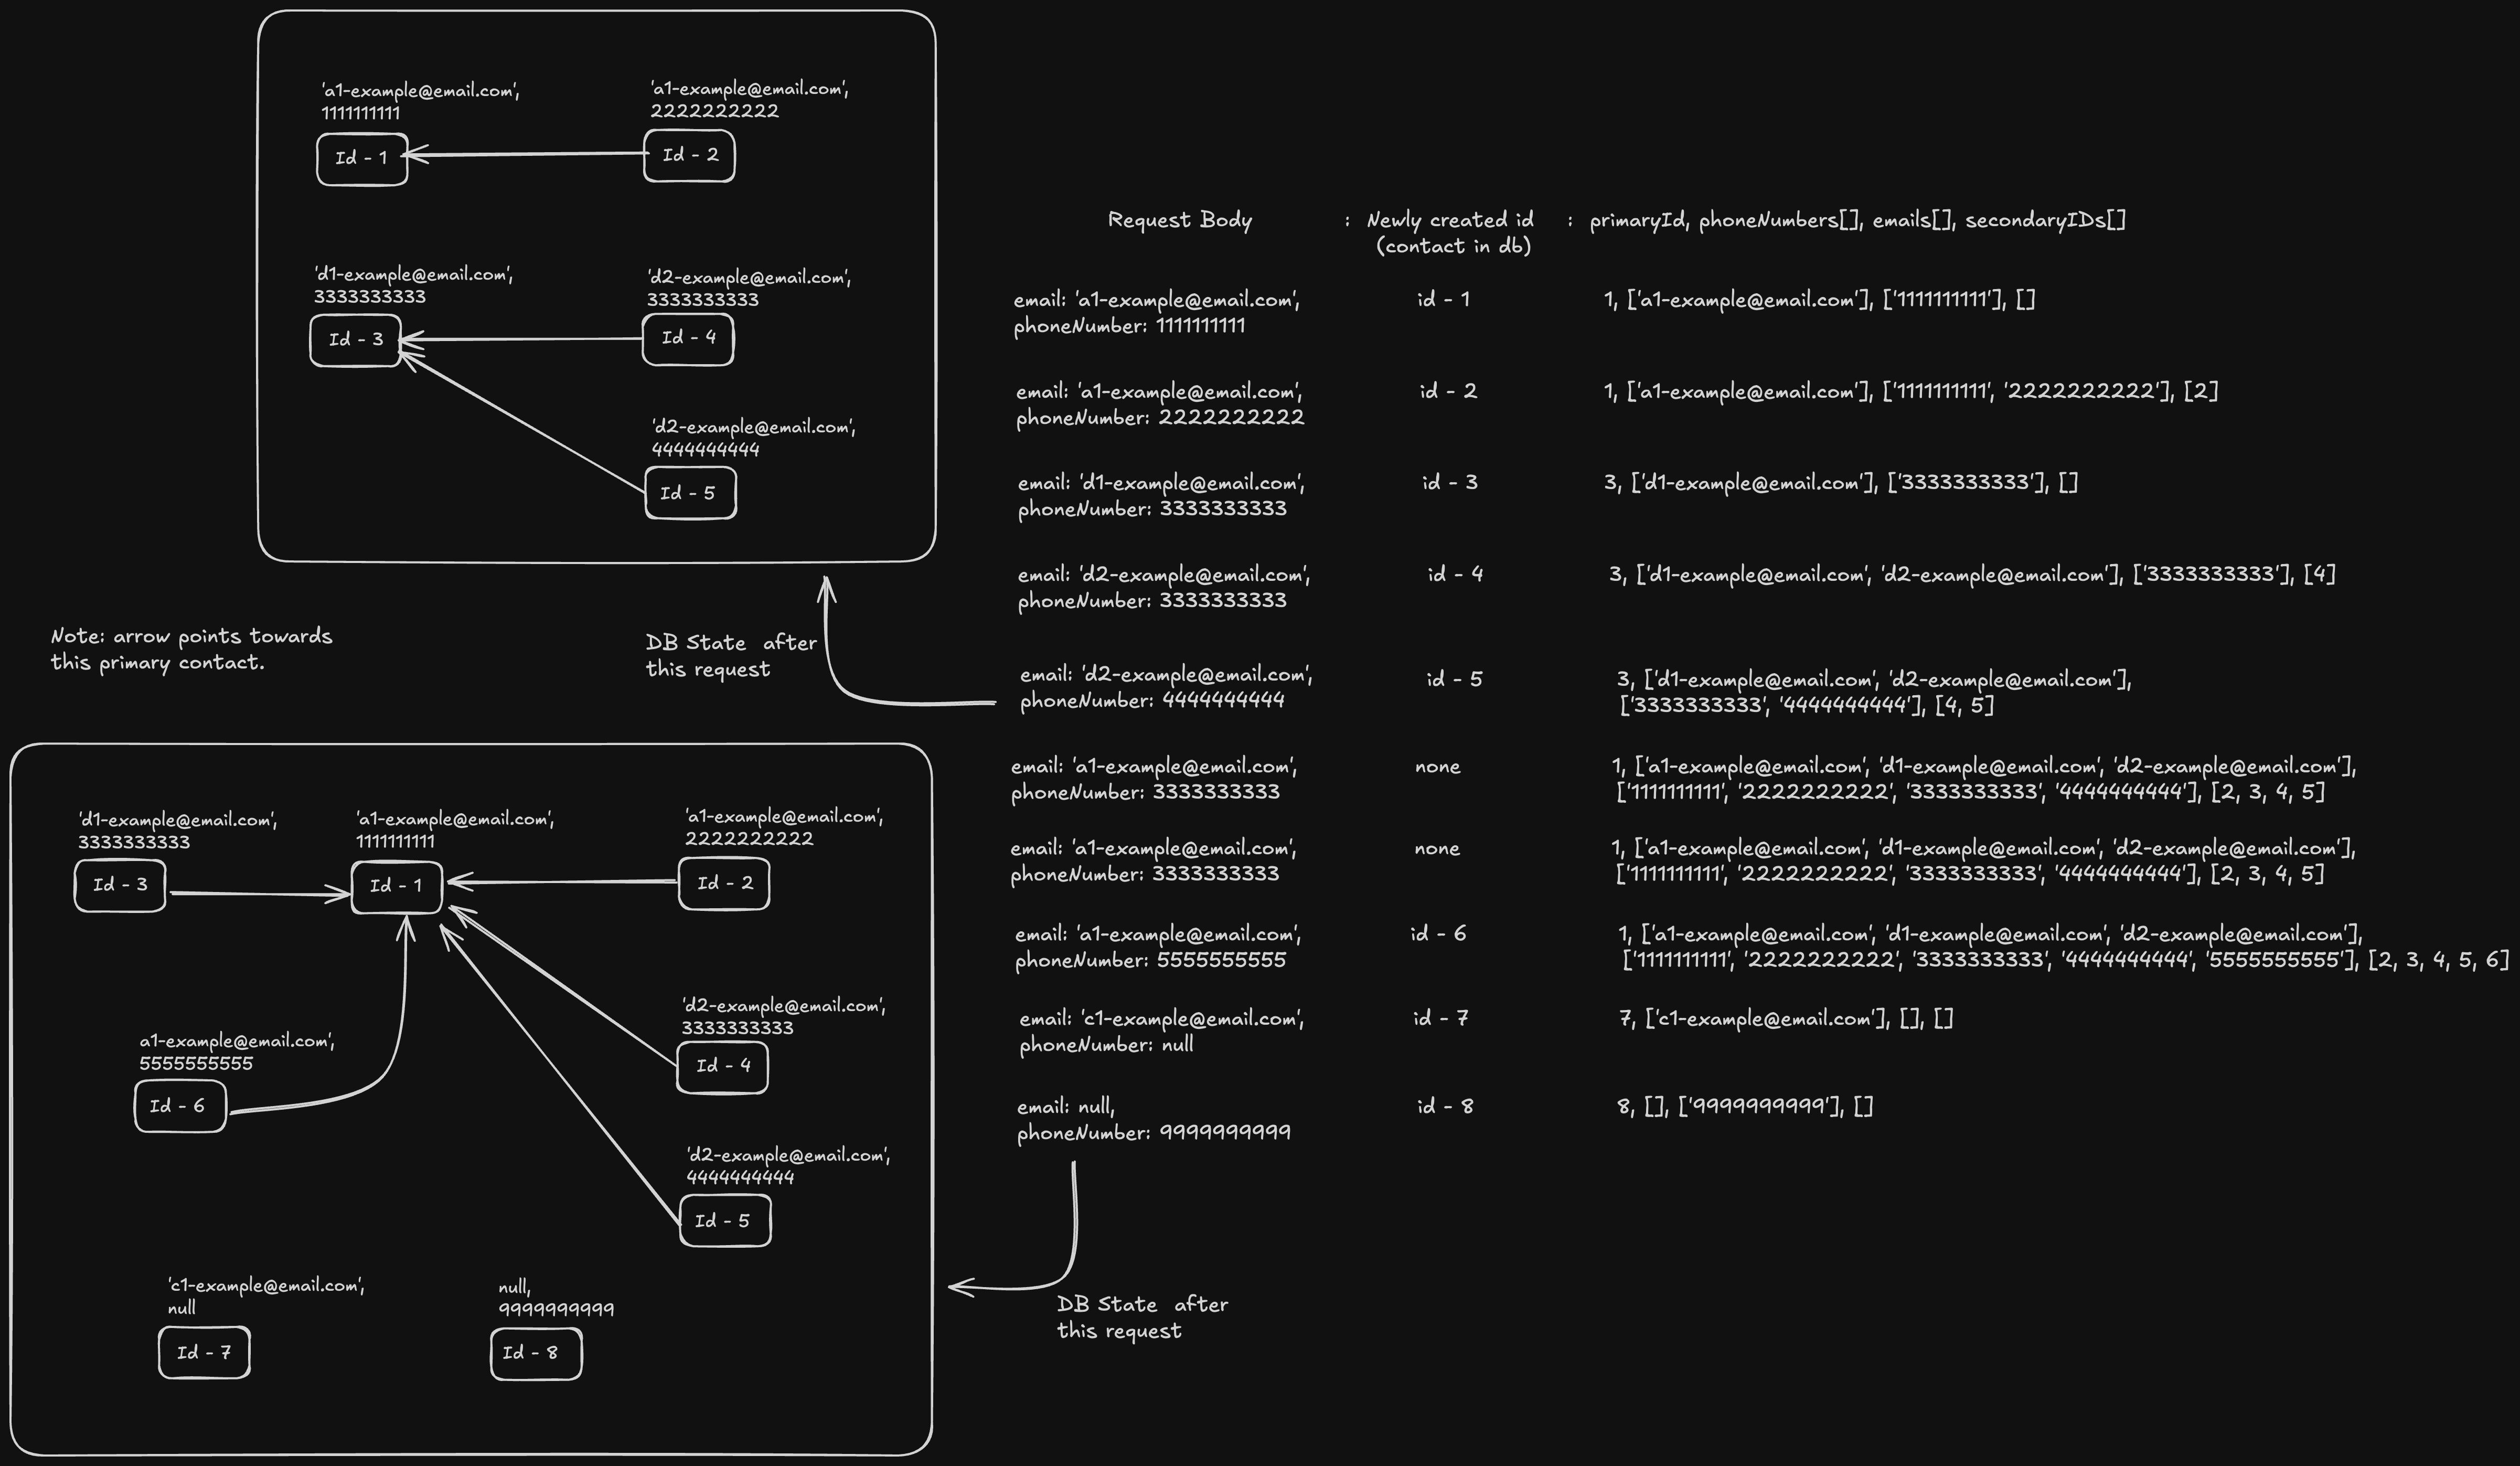 'a1-example@email.com',
1111111111
Id - 1
'a1-example@email.com',
2222222222
Id - 2
'd1-example@email.com',
3333333333
Id - 3
'd2-example@email.com',
3333333333
Id - 4
'd2-example@email.com',
4444444444
Id - 5
Note: arrow points towards
this primary contact.
DB State after
this request
'd1-example@email.com',
3333333333
Id - 3
'a1-example@email.com',
1111111111
Id - 1
'a1-example@email.com',
2222222222
Id - 2
a1-example@email.com',
5555555555
Id - 6
'd2-example@email.com',
3333333333
Id - 4
'd2-example@email.com',
4444444444
Id - 5
'c1-example@email.com',
null
Id - 7
null,
9999999999
Id - 8
Request Body : Newly created id : primaryId, phoneNumbers[], emails[], secondaryIDs[]
(contact in db)
email: 'a1-example@email.com', id - 1 1, ['a1-example@email.com'], ['1111111111'], []
phoneNumber: 1111111111
email: 'a1-example@email.com', id - 2 1, ['a1-example@email.com'], ['1111111111', '2222222222'], [2]
phoneNumber: 2222222222
email: 'd1-example@email.com', id - 3 3, ['d1-example@email.com'], ['3333333333'], []
phoneNumber: 3333333333
email: 'd2-example@email.com', id - 4 3, ['d1-example@email.com', 'd2-example@email.com'], ['3333333333'], [4]
phoneNumber: 3333333333
email: 'd2-example@email.com', id - 5 3, ['d1-example@email.com', 'd2-example@email.com'],
phoneNumber: 4444444444 ['3333333333', '4444444444'], [4, 5]
email: 'a1-example@email.com', none 1, ['a1-example@email.com', 'd1-example@email.com', 'd2-example@email.com'],
phoneNumber: 3333333333 ['1111111111', '2222222222', '3333333333', '4444444444'], [2, 3, 4, 5]
email: 'a1-example@email.com', none 1, ['a1-example@email.com', 'd1-example@email.com', 'd2-example@email.com'],
phoneNumber: 3333333333 ['1111111111', '2222222222', '3333333333', '4444444444'], [2, 3, 4, 5]
email: 'a1-example@email.com', id - 6 1, ['a1-example@email.com', 'd1-example@email.com', 'd2-example@email.com'],
phoneNumber: 5555555555 ['1111111111', '2222222222', '3333333333', '4444444444', '5555555555'], [2, 3, 4, 5, 6]
email: 'c1-example@email.com', id - 7 7, ['c1-example@email.com'], [], []
phoneNumber: null
email: null, id - 8 8, [], ['9999999999'], []
phoneNumber: 9999999999
DB State after
this request